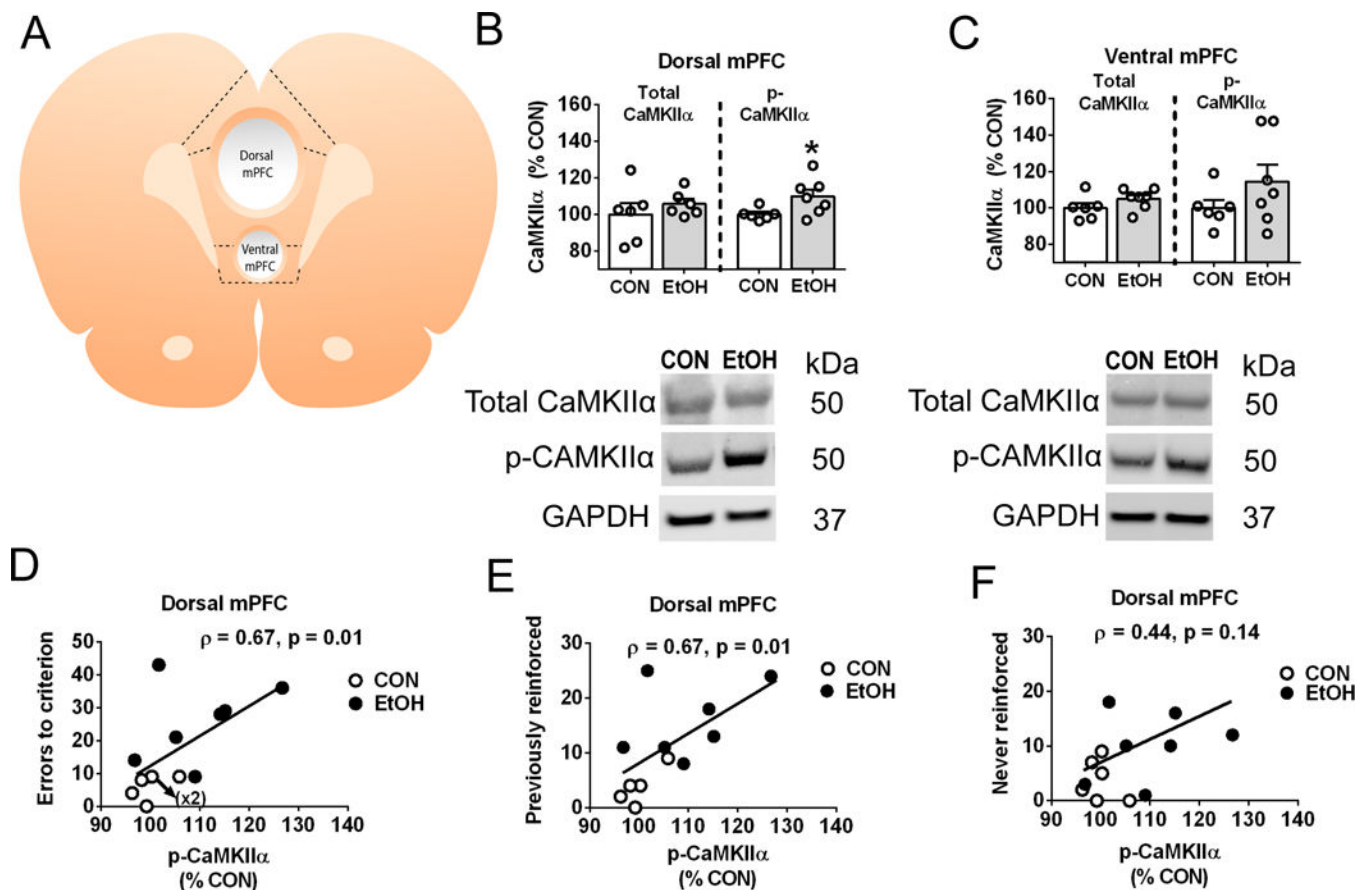 A
Dorsal
mPFC
Ventral
mPFC
B
Dorsal mPFC
Total
CaMKIIα
p-
CaMKIIα
CaMKIIα (% CON)
160
140
120
100
80
*
CON
EtOH
CON
EtOH
CON EtOH kDa
Total CaMKIIα 50
p-CAMKIIα 50
GAPDH 37
C
Ventral mPFC
Total
CaMKIIα
p-
CaMKIIα
CaMKIIα (% CON)
160
140
120
100
80
CON
EtOH
CON
EtOH
CON EtOH kDa
Total CaMKIIα 50
p-CAMKIIα 50
GAPDH 37
D
Dorsal mPFC
ρ = 0.67, p = 0.01
CON
EtOH
Errors to criterion
50
40
30
20
10
0
(x2)
90 100 110 120 130 140
p-CaMKIIα
(% CON)
E
Dorsal mPFC
ρ = 0.67, p = 0.01
CON
EtOH
Previously reinforced
30
20
10
0
90 100 110 120 130 140
p-CaMKIIα
(% CON)
F
Dorsal mPFC
ρ = 0.44, p = 0.14
CON
EtOH
Never reinforced
30
20
10
0
90 100 110 120 130 140
p-CaMKIIα
(% CON)